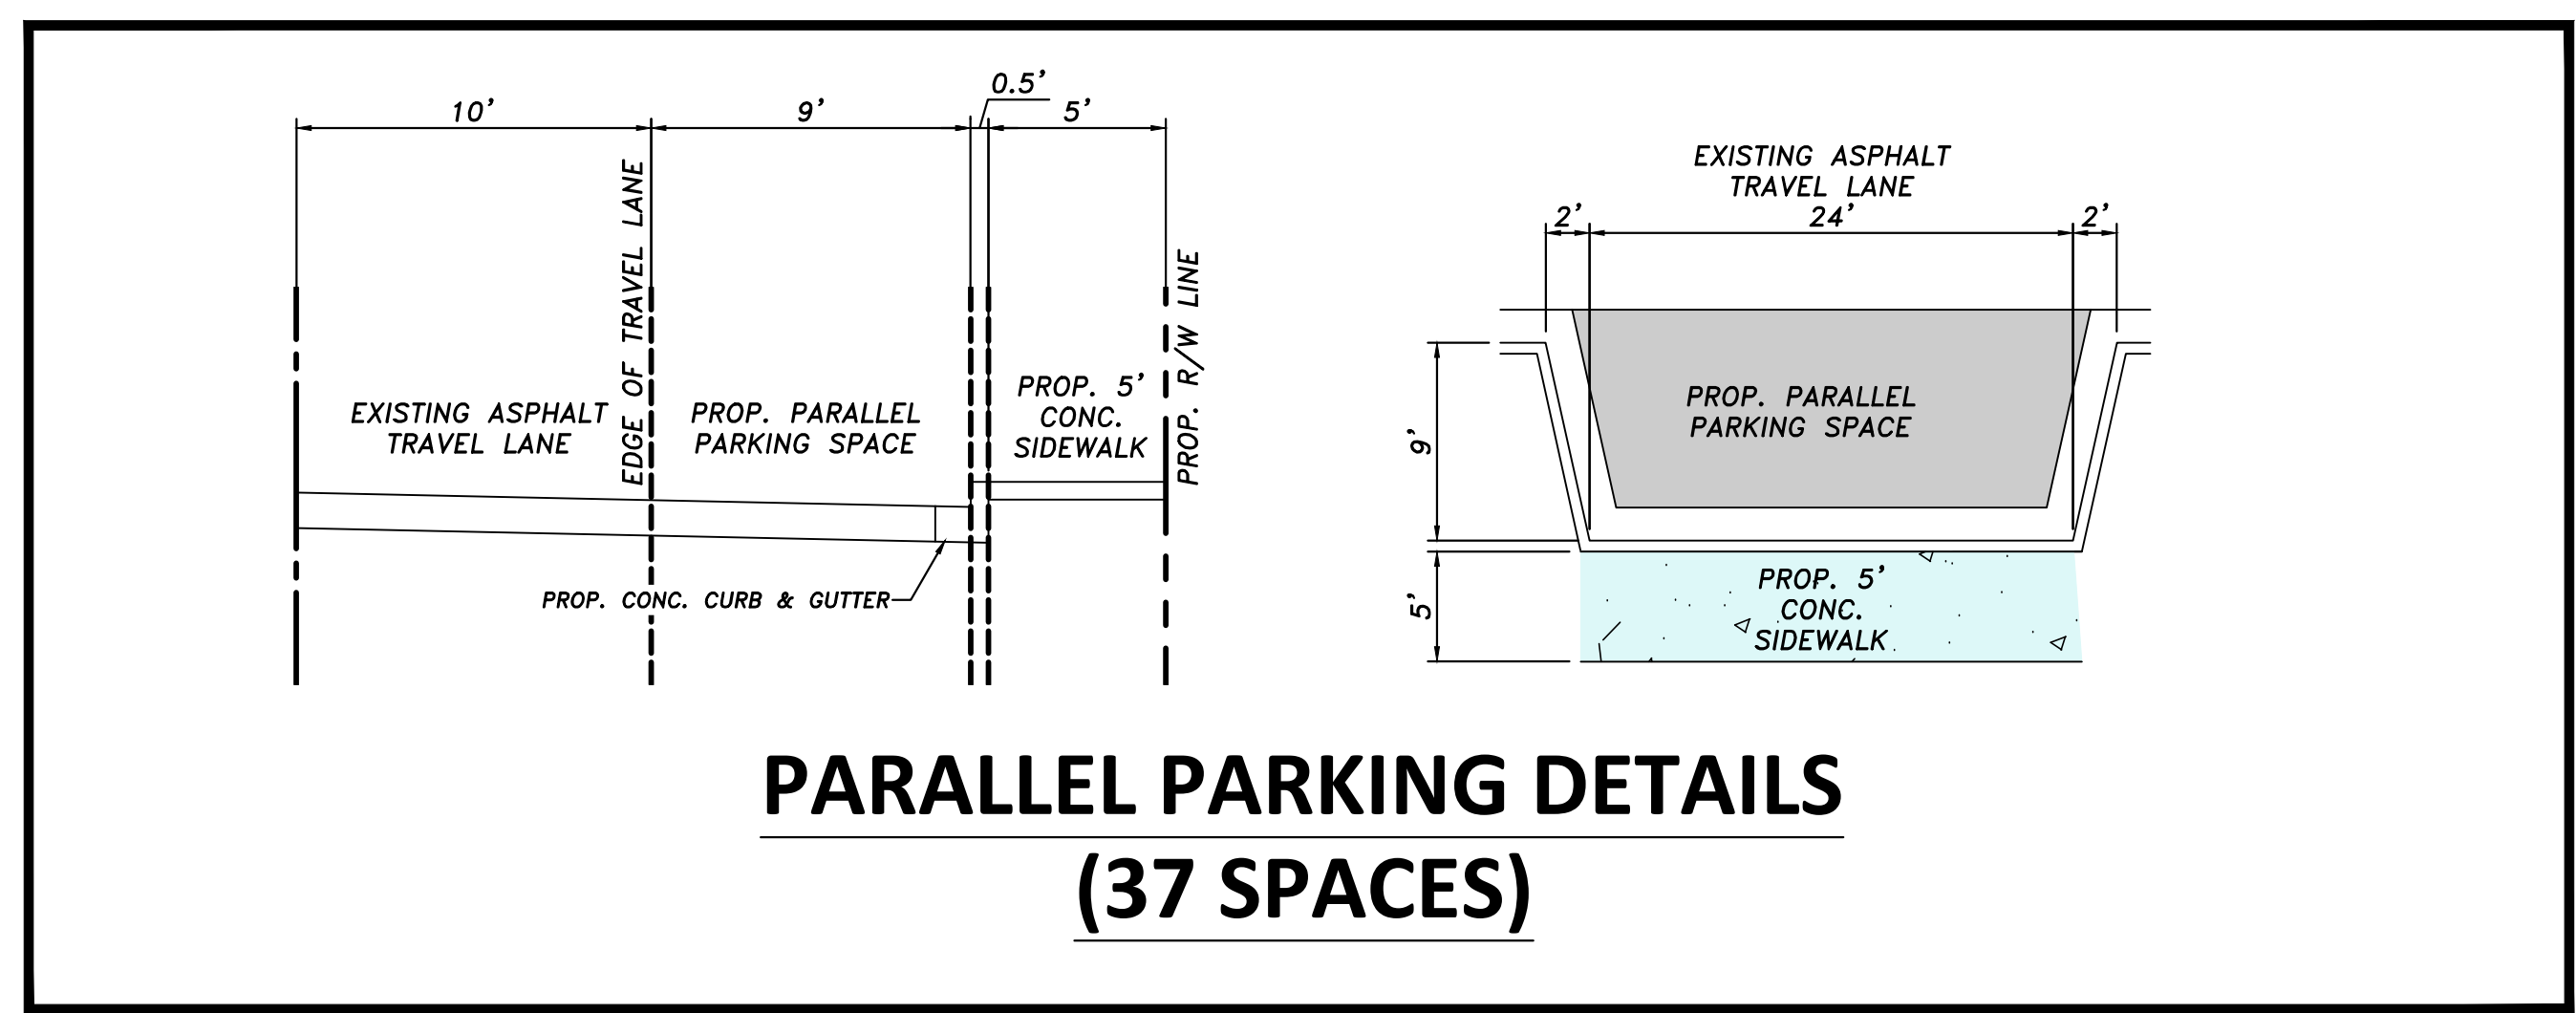 0.5'
10'
9'
5'
EDGE OF TRAVEL LANE
PROP. R/W LINE
EXISTING ASPHALT
TRAVEL LANE
PROP. PARALLEL
PARKING SPACE
PROP. 5'
CONC.
SIDEWALK
PROP. CONC. CURB & GUTTER
EXISTING ASPHALT
TRAVEL LANE
2'
24'
2'
PROP. PARALLEL
PARKING SPACE
9'
PROP. 5'
CONC.
SIDEWALK
5'
PARALLEL PARKING DETAILS
(37 SPACES)